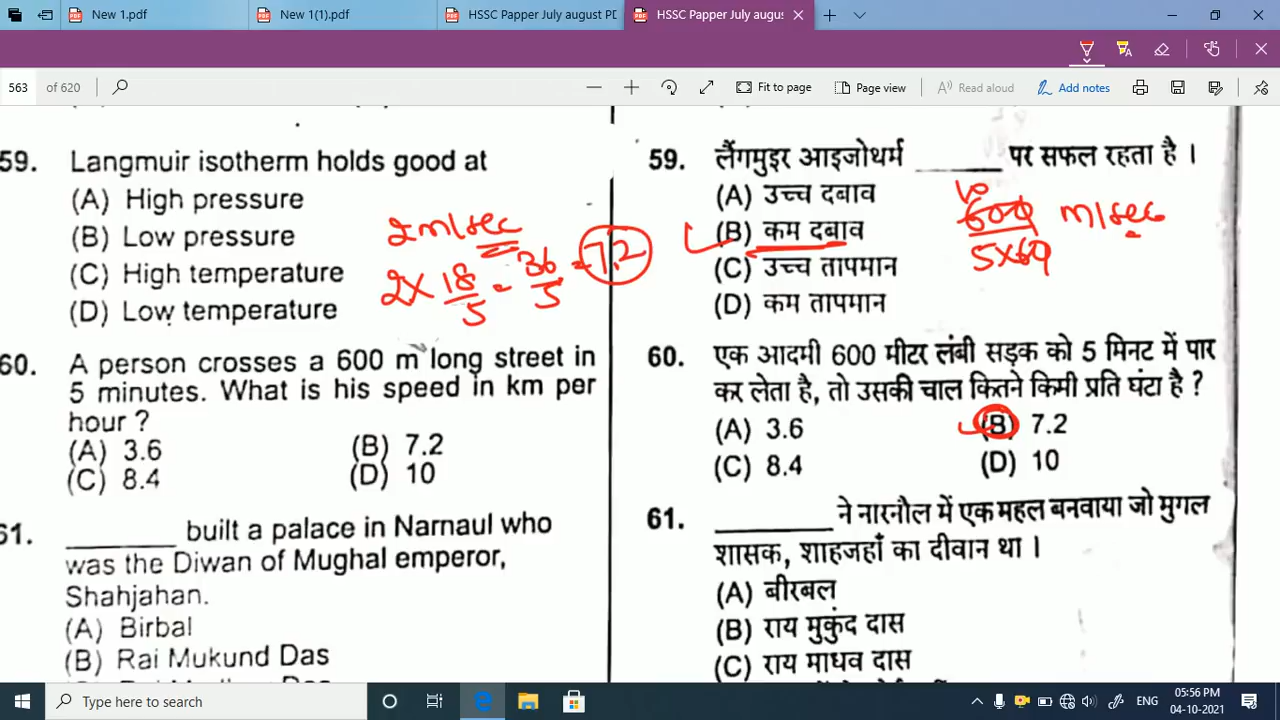 New 1.pdf
New 1(1).pdf
HSSC Papper July august PD
HSSC Papper July augus
563 of 620
Fit to page
Page view
Read aloud
Add notes
59. Langmuir isotherm holds good at
(A) High pressure
(B) Low pressure
(C) High temperature
(D) Low temperature
2m/sec
2× 18/5 = 36/5 = 7.2
60. A person crosses a 600 m long street in
5 minutes. What is his speed in km per
hour ?
(A) 3.6 (B) 7.2
(C) 8.4 (D) 10
61. ________ built a palace in Narnaul who
was the Diwan of Mughal emperor,
Shahjahan.
(A) Birbal
(B) Rai Mukund Das
59. लैंगमुइर आइजोथर्म ______ पर सफल रहता है ।
(A) उच्च दबाव
(B) कम दबाव
(C) उच्च तापमान
(D) कम तापमान
600 m/sec
5×60
60. एक आदमी 600 मीटर लंबी सड़क को 5 मिनट में पार
कर लेता है, तो उसकी चाल कितने किमी प्रति घंटा है ?
(A) 3.6 (B) 7.2
(C) 8.4 (D) 10
61. ________ ने नारनौल में एक महल बनवाया जो मुगल
शासक, शाहजहाँ का दीवान था ।
(A) बीरबल
(B) राय मुकुंद दास
(C) राय माधव दास
Type here to search
ENG
05:56 PM
04-10-2021